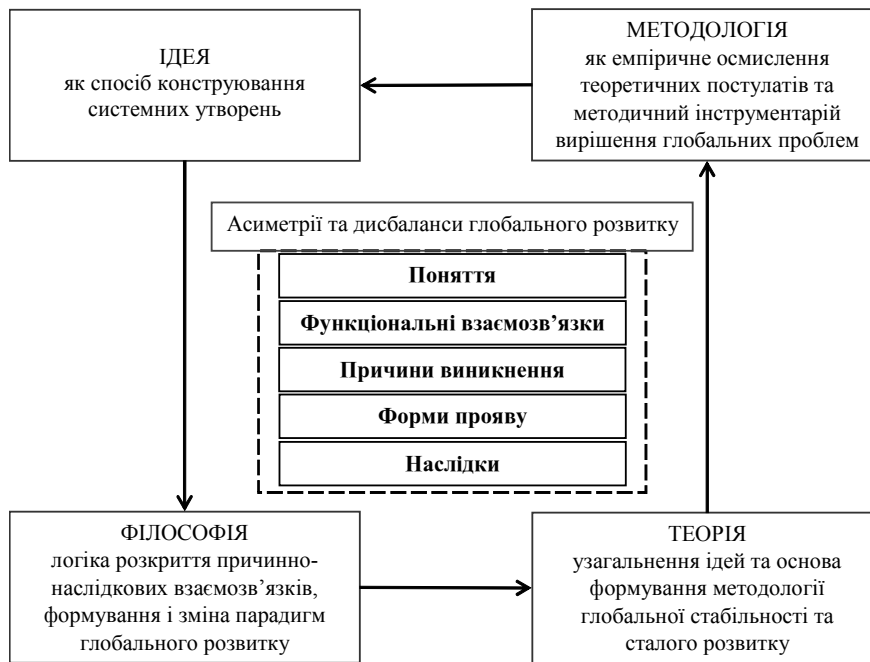 ІДЕЯ
як спосіб конструювання
системних утворень
МЕТОДОЛОГІЯ
як емпіричне осмислення
теоретичних постулатів та
методичний інструментарій
вирішення глобальних проблем
Асиметрії та дисбаланси глобального розвитку
Поняття
Функціональні взаємозв’язки
Причини виникнення
Форми прояву
Наслідки
ФІЛОСОФІЯ
логіка розкриття причинно-
наслідкових взаємозв’язків,
формування і зміна парадигм
глобального розвитку
ТЕОРІЯ
узагальнення ідей та основа
формування методології
глобальної стабільності та
сталого розвитку